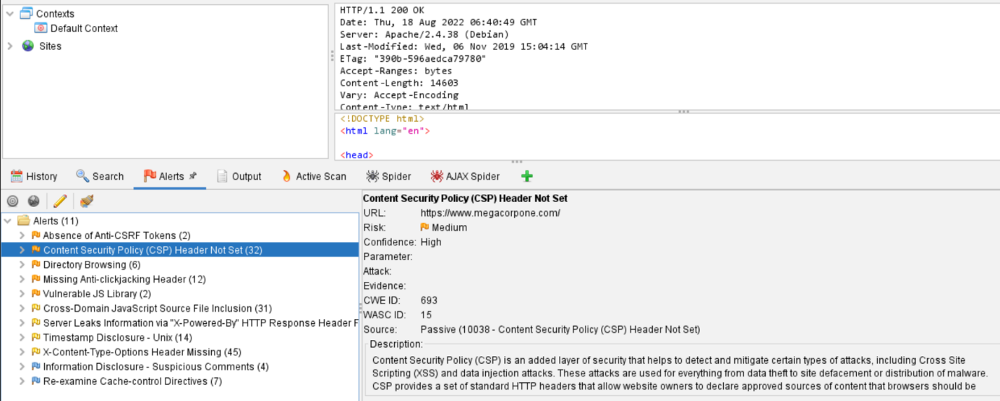 Contexts
Default Context
Sites
HTTP/1.1 200 OK
Date: Thu, 18 Aug 2022 06:40:49 GMT
Server: Apache/2.4.38 (Debian)
Last-Modified: Wed, 06 Nov 2019 15:04:14 GMT
ETag: "390b-596aedca79780"
Accept-Ranges: bytes
Content-Length: 14603
Vary: Accept-Encoding
Content-Type: text/html
<!DOCTYPE html>
<html lang="en">
<head>
History Search Alerts Output Active Scan Spider AJAX Spider
Alerts (11)
Absence of Anti-CSRF Tokens (2)
Content Security Policy (CSP) Header Not Set (32)
Directory Browsing (6)
Missing Anti-clickjacking Header (12)
Vulnerable JS Library (2)
Cross-Domain JavaScript Source File Inclusion (31)
Server Leaks Information via "X-Powered-By" HTTP Response Header F
Timestamp Disclosure - Unix (14)
X-Content-Type-Options Header Missing (45)
Information Disclosure - Suspicious Comments (4)
Re-examine Cache-control Directives (7)
Content Security Policy (CSP) Header Not Set
URL: https://www.megacorpone.com/
Risk: Medium
Confidence: High
Parameter:
Attack:
Evidence:
CWE ID: 693
WASC ID: 15
Source: Passive (10038 - Content Security Policy (CSP) Header Not Set)
Description:
Content Security Policy (CSP) is an added layer of security that helps to detect and mitigate certain types of attacks, including Cross Site
Scripting (XSS) and data injection attacks. These attacks are used for everything from data theft to site defacement or distribution of malware.
CSP provides a set of standard HTTP headers that allow website owners to declare approved sources of content that browsers should be